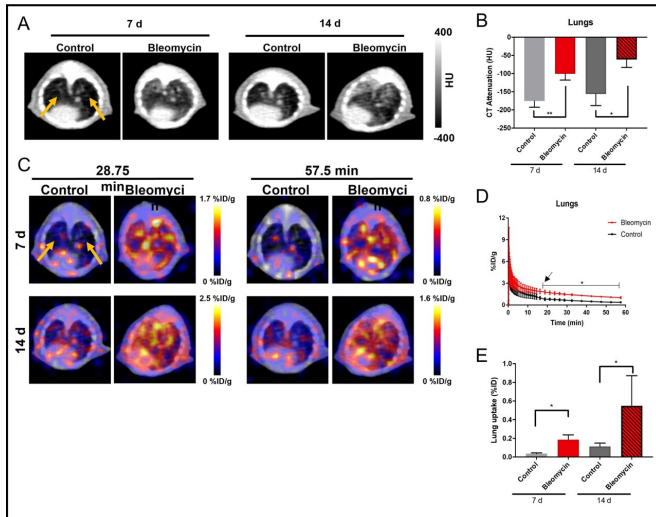 A
7 d
14 d
Control
Bleomycin
Control
Bleomycin
400
HU
-400
B
Lungs
CT Attenuation (HU)
0
-50
-100
-150
-200
-250
**
*
Control
Bleomycin
Control
Bleomycin
7 d
14 d
C
28.75
min
57.5 min
Control
Bleomyci
n
Control
Bleomyci
n
7 d
1.7 %ID/g
0 %ID/g
0.8 %ID/g
0 %ID/g
14 d
2.5 %ID/g
0 %ID/g
1.6 %ID/g
0 %ID/g
D
Lungs
%ID/g
12
9
6
3
0
Bleomycin
Control
*
0 10 20 30 40 50 60
Time (min)
E
Lung uptake (%ID)
1.0
0.8
0.6
0.4
0.2
0.0
*
*
Control
Bleomycin
Control
Bleomycin
7 d
14 d